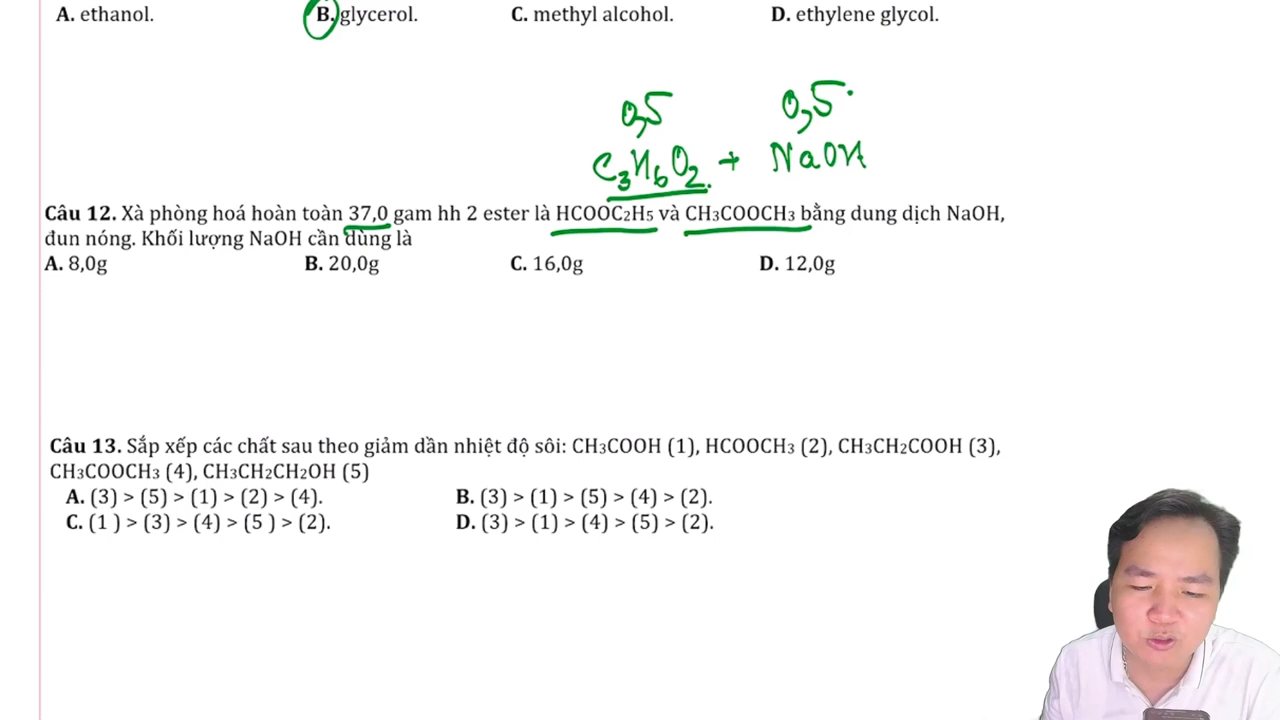 A. ethanol. B. glycerol. C. methyl alcohol. D. ethylene glycol.
0,5 0,5
C₃H₆O₂ + NaOH
Câu 12. Xà phòng hoá hoàn toàn 37,0 gam hh 2 ester là HCOOC₂H₅ và CH₃COOCH₃ bằng dung dịch NaOH,
đun nóng. Khối lượng NaOH cần dùng là
A. 8,0g B. 20,0g C. 16,0g D. 12,0g
Câu 13. Sắp xếp các chất sau theo giảm dần nhiệt độ sôi: CH₃COOH (1), HCOOCH₃ (2), CH₃CH₂COOH (3),
CH₃COOCH₃ (4), CH₃CH₂CH₂OH (5)
A. (3) > (5) > (1) > (2) > (4). B. (3) > (1) > (5) > (4) > (2).
C. (1 ) > (3) > (4) > (5 ) > (2). D. (3) > (1) > (4) > (5) > (2).